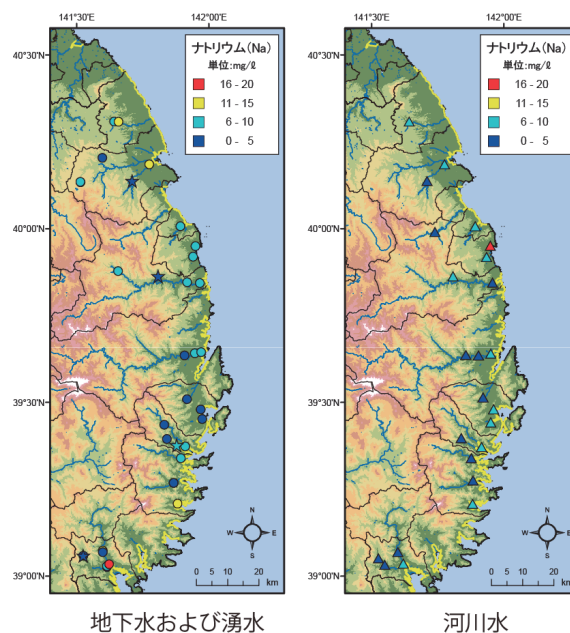 141°30'E
142°00'E
141°30'E
142°00'E
40°30'N
40°00'N
39°30'N
39°00'N
ナトリウム(Na)
単位:mg/ℓ
16 - 20
11 - 15
6 - 10
0 - 5
N
W
E
S
0
10
20
km
40°30'N
40°00'N
39°30'N
39°00'N
ナトリウム(Na)
単位:mg/ℓ
16 - 20
11 - 15
6 - 10
0 - 5
N
W
E
S
0
10
20
km
地下水および湧水
河川水